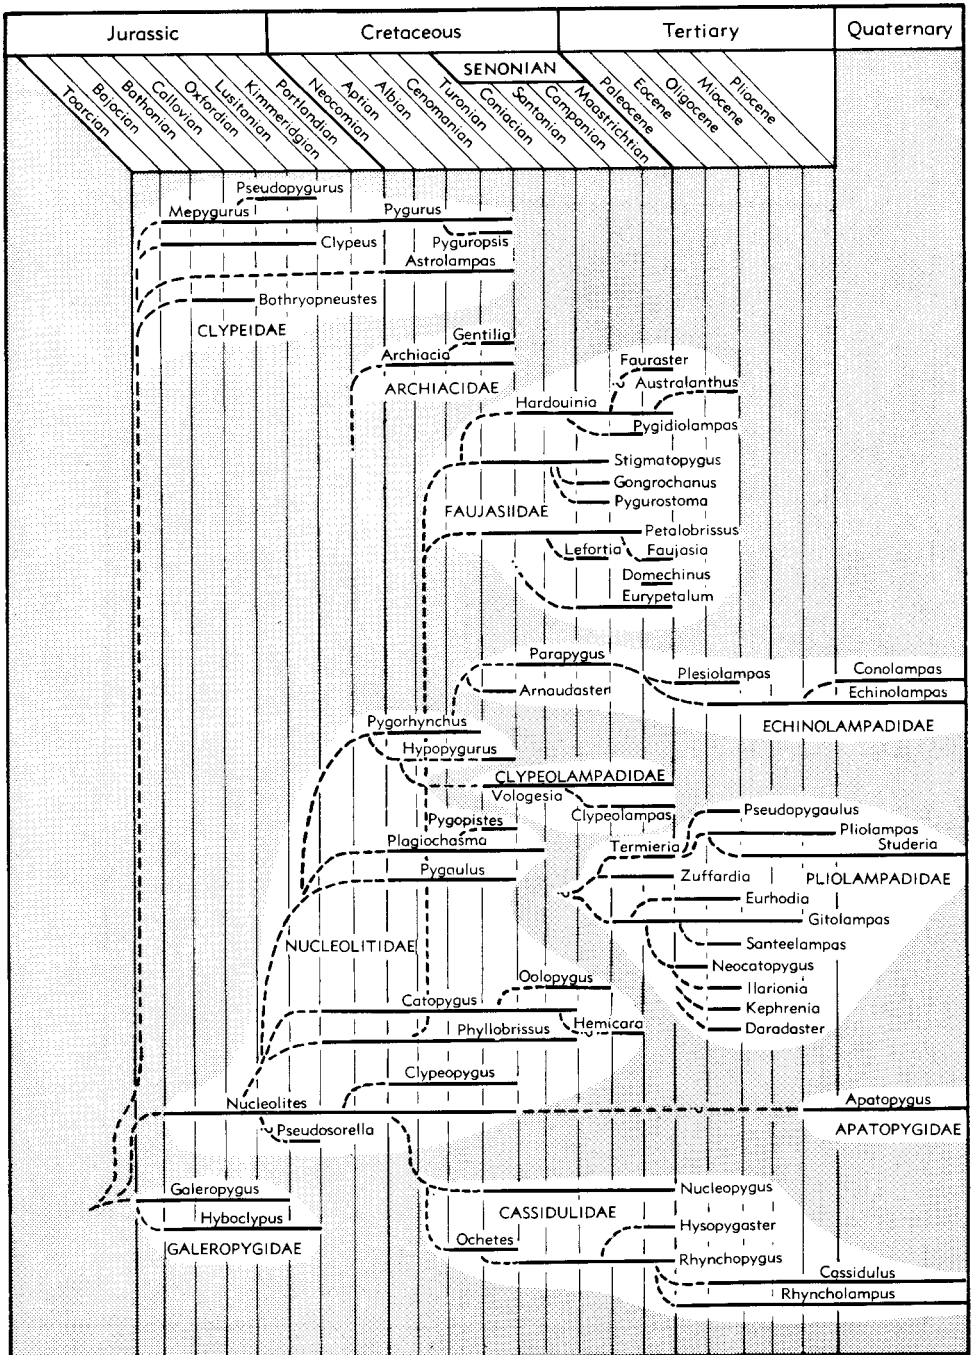 Jurassic
Cretaceous
Tertiary
Quaternary
SENONIAN
Toarcian
Bajocian
Bathonian
Callovian
Oxfordian
Lusitanian
Kimmeridgian
Portlandian
Neocomian
Aptian
Albian
Cenomanian
Turonian
Coniacian
Santonian
Campanian
Maastrichtian
Paleocene
Eocene
Oligocene
Miocene
Pliocene
Pseudopygurus
Mepygurus
Pygurus
Clypeus
Pyguropsis
Astrolampas
Bothryopneustes
CLYPEIDAE
Gentilia
Archiacia
ARCHIACIDAE
Fauraster
Australanthus
Hardouinia
Pygidiolampas
Stigmatopygus
Gongrochanus
Pygurostoma
FAUJASIIDAE
Petalobrissus
Lefortia
Faujasia
Domechinus
Eurypetalum
Parapygus
Plesiolampas
Conolampas
Arnaudaster
Echinolampas
Pygorhynchus
ECHINOLAMPADIDAE
Hypopygurus
CLYPEOLAMPADIDAE
Vologesia
Clypeolampas
Pseudopygaulus
Pygopistes
Pliolampas
Plagiochasma
Termieria
Studeria
Pygaulus
Zuffardia
PLIOLAMPADIDAE
Eurhodia
Gitolampas
NUCLEOLITIDAE
Santeelampas
Neocatopygus
Oolopygus
Ilarionia
Catopygus
Kephrenia
Phyllobrissus
Hemicara
Daradaster
Clypeopygus
Nucleolites
Apatopygus
Pseudosorella
APATOPYGIDAE
Galeropygus
Nucleopygus
Hyboclypus
CASSIDULIDAE
Hysopygaster
Ochetes
GALEROPYGIDAE
Rhynchopygus
Cassidulus
Rhyncholampus